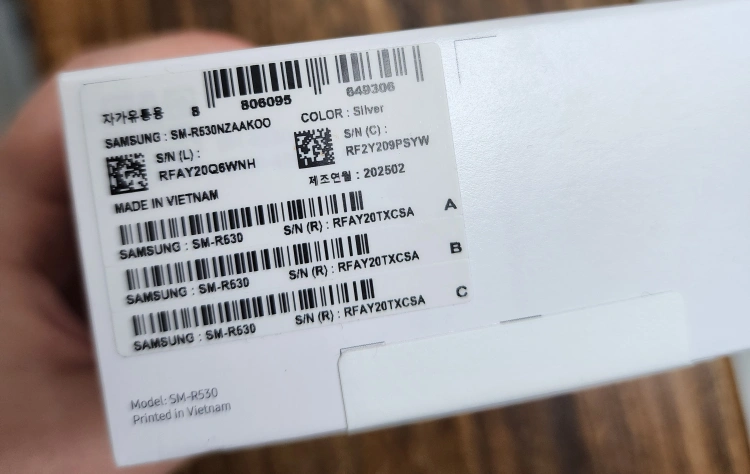 자가유통용 8 806095 649306
SAMSUNG : SM-R530NZAAKOO COLOR : Silver
S/N (L) : RFAY20Q6WNH
S/N (C) : RF2Y209PSYW
제조연월 : 202502
MADE IN VIETNAM
SAMSUNG : SM-R530 S/N (R) : RFAY20TXCSA A
SAMSUNG : SM-R530 S/N (R) : RFAY20TXCSA B
SAMSUNG : SM-R530 S/N (R) : RFAY20TXCSA C
Model: SM-R530
Printed in Vietnam